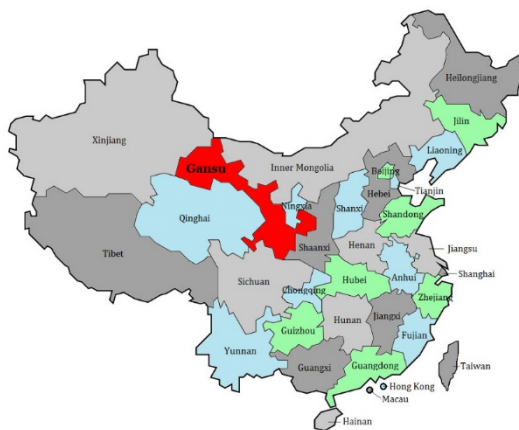 Heilongjiang
Jilin
Xinjiang
Liaoning
Gansu
Inner Mongolia
Beijing
Tianjin
Hebei
Ningxia
Shanxi
Qinghai
Shandong
Shaanxi
Henan
Jiangsu
Tibet
Shanghai
Sichuan
Anhui
Hubei
Chongqing
Zhejiang
Hunan
Jiangxi
Guizhou
Fujian
Yunnan
Guangxi
Guangdong
Taiwan
Hong Kong
Macau
Hainan